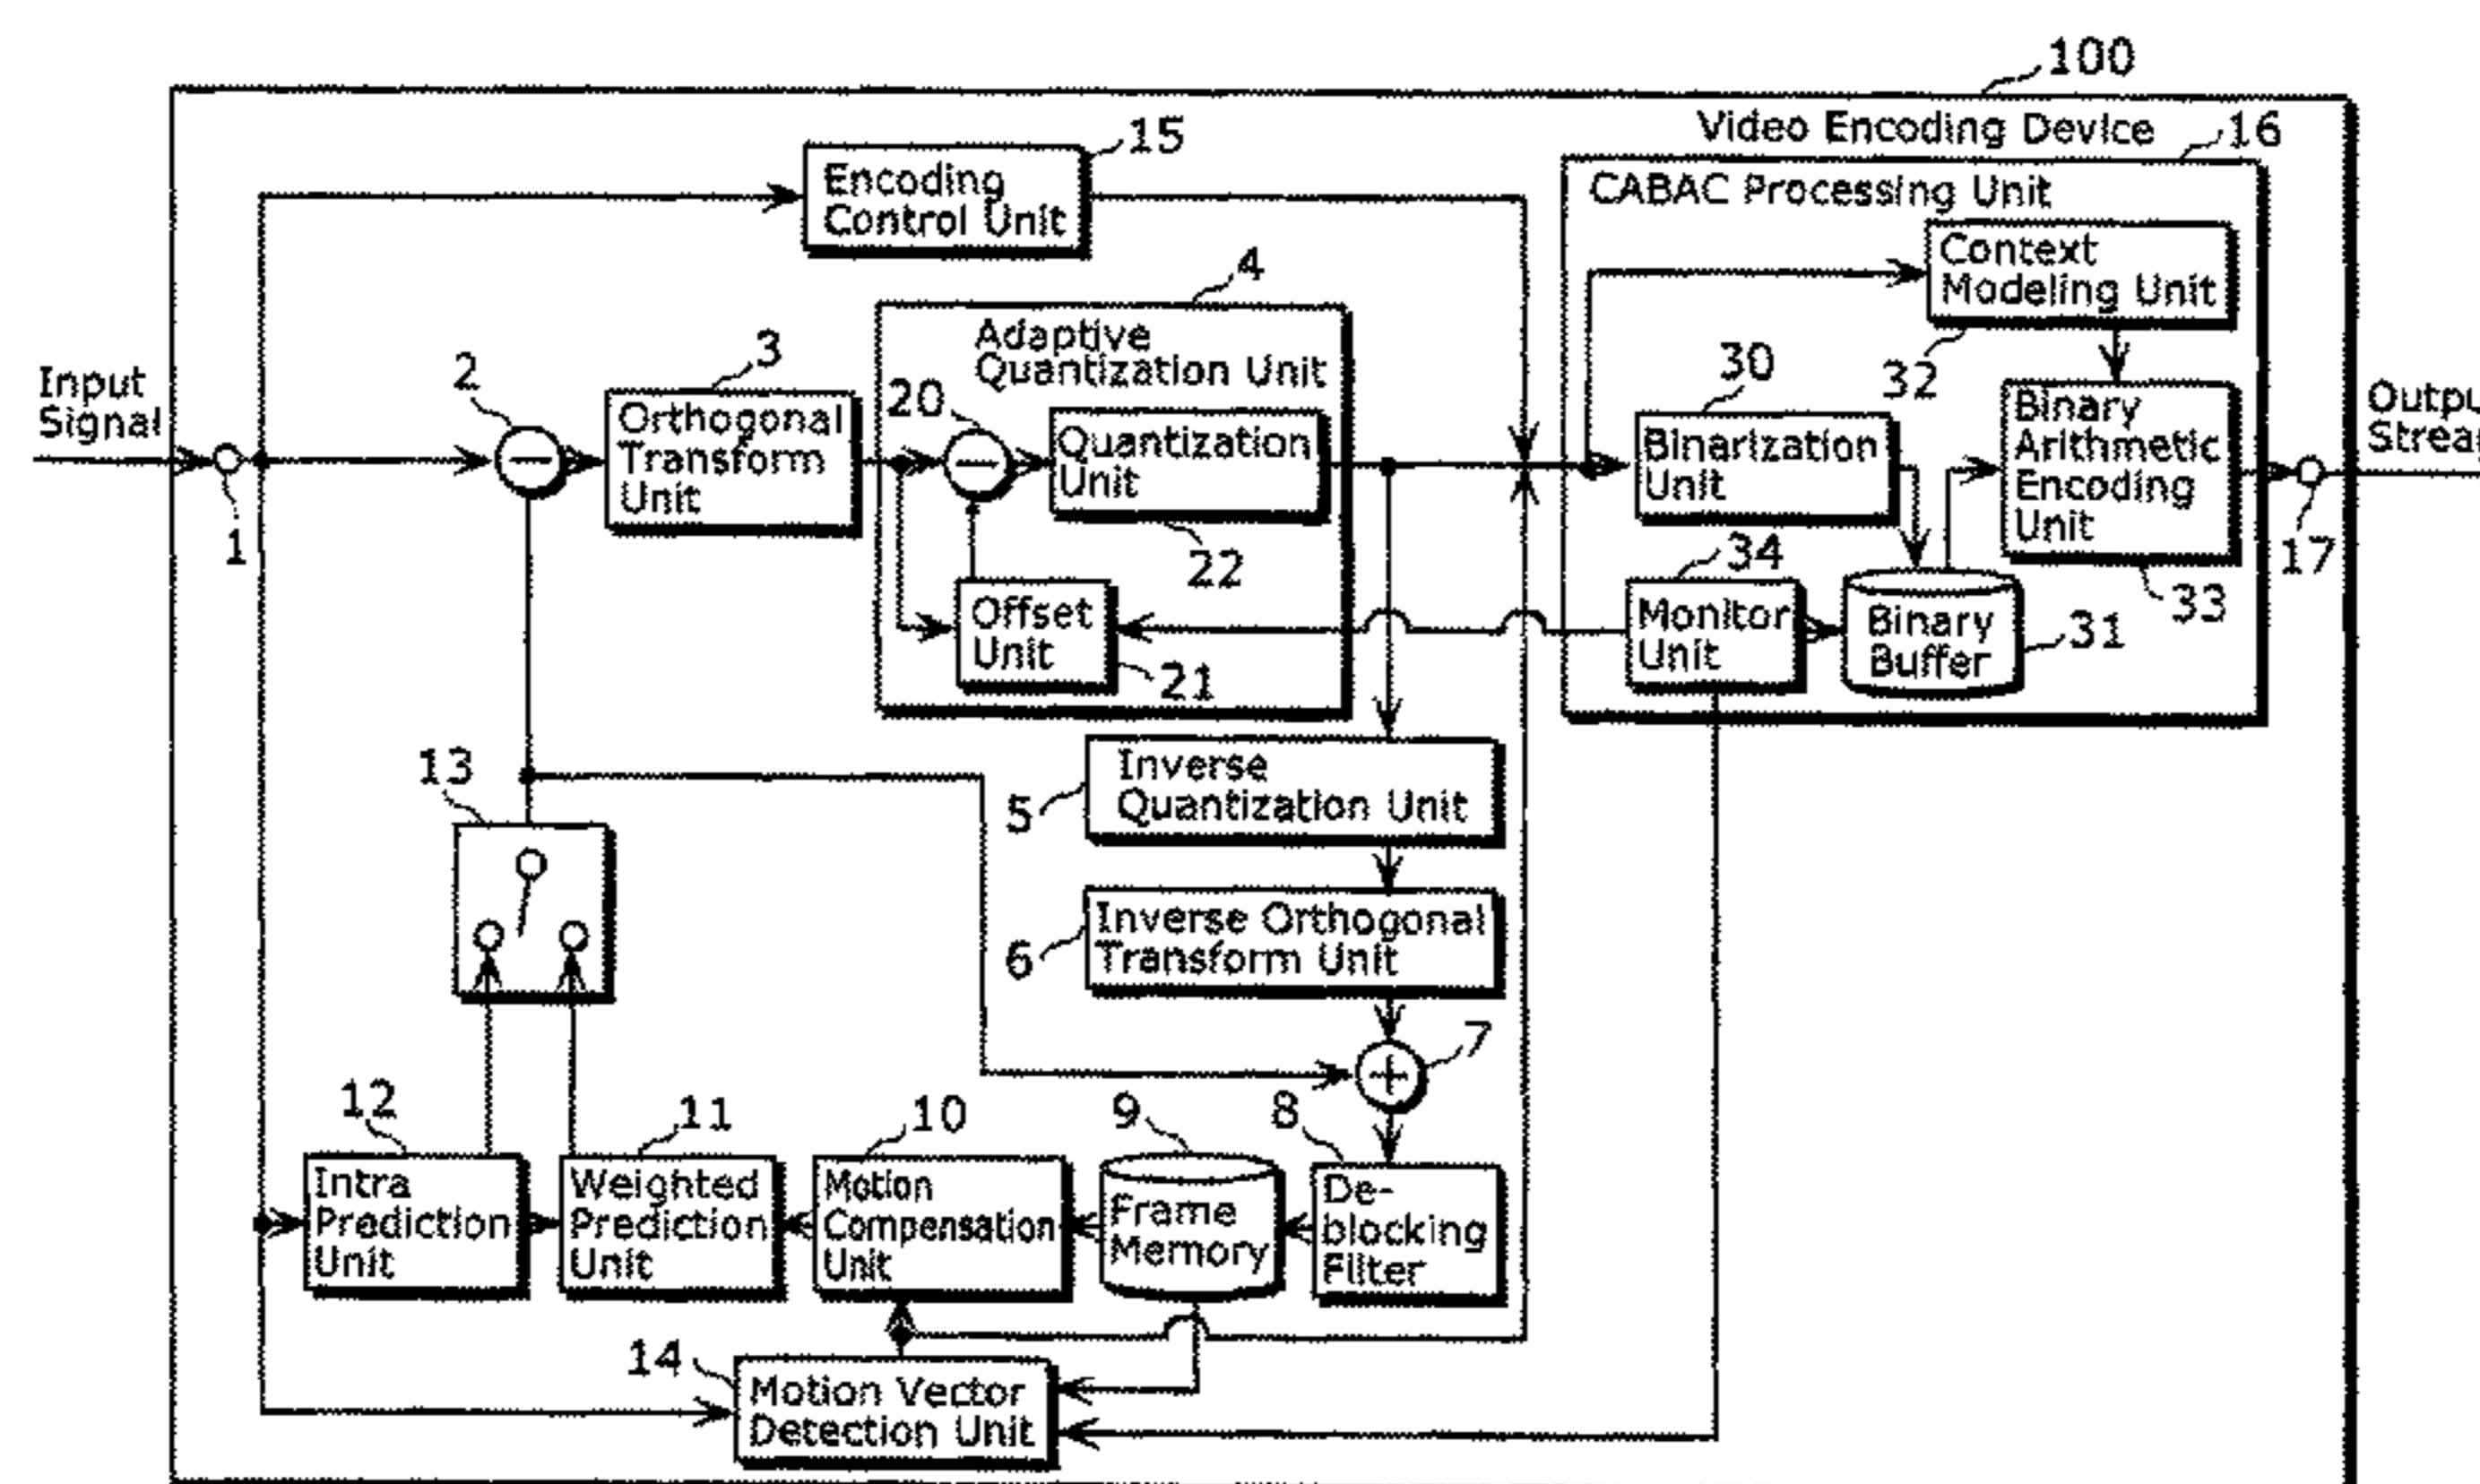 100
Video Encoding Device
16
15
Encoding
Control Unit
CABAC Processing Unit
Context
Modeling Unit
32
4
Adaptive
Quantization Unit
3
2
20
30
Input
Signal
Orthogonal
Transform
Unit
Quantization
Unit
22
Binarization
Unit
Binary
Arithmetic
Encoding
Unit
33
1
17
34
Offset
Unit
21
Monitor
Unit
Binary
Buffer
31
13
5
Inverse
Quantization Unit
6
Inverse Orthogonal
Transform Unit
7
12
11
10
9
8
Intra
Prediction
Unit
Weighted
Prediction
Unit
Motion
Compensation
Unit
Frame
Memory
De-
blocking
Filter
14
Motion Vector
Detection Unit